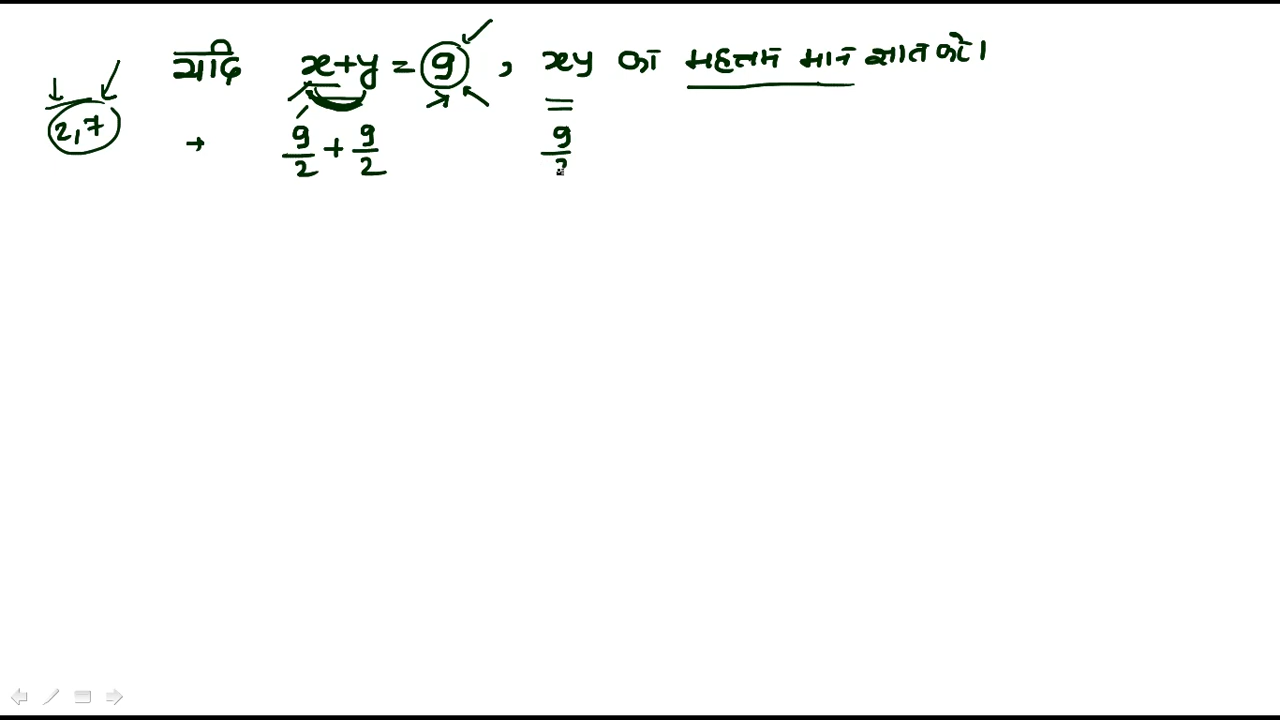 यदि x+y = 9 , xy का महत्तम मान ज्ञात करें।
2,7
→ 9/2 + 9/2 9/2